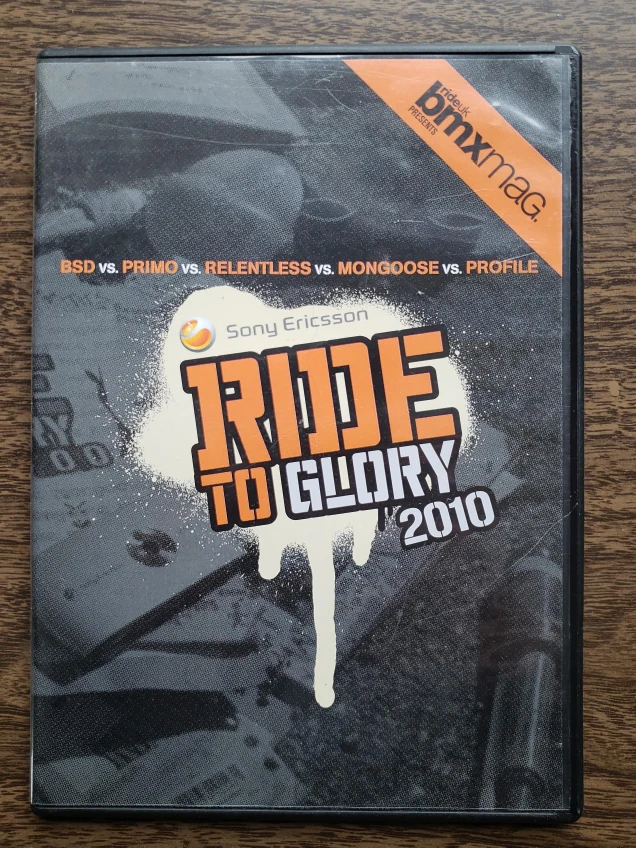 rideuk
bmxmag.
PRESENTS
BSD vs. PRIMO vs. RELENTLESS vs. MONGOOSE vs. PROFILE
Sony Ericsson
RIDE
TO GLORY
2010